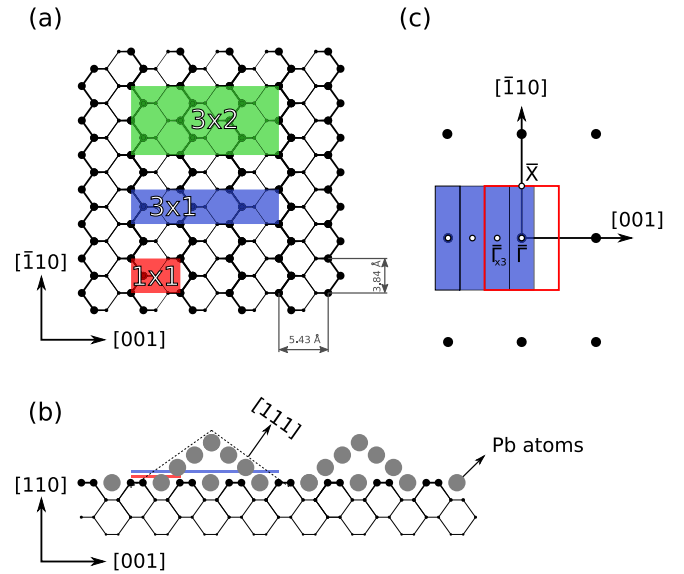 (a)
(c)
3x2
3x1
1x1
[1̅10]
[001]
3.84 Å
5.43 Å
[1̅10]
X̅
[001]
Γ̅x3
Γ̅
(b)
[111]
Pb atoms
[110]
[001]